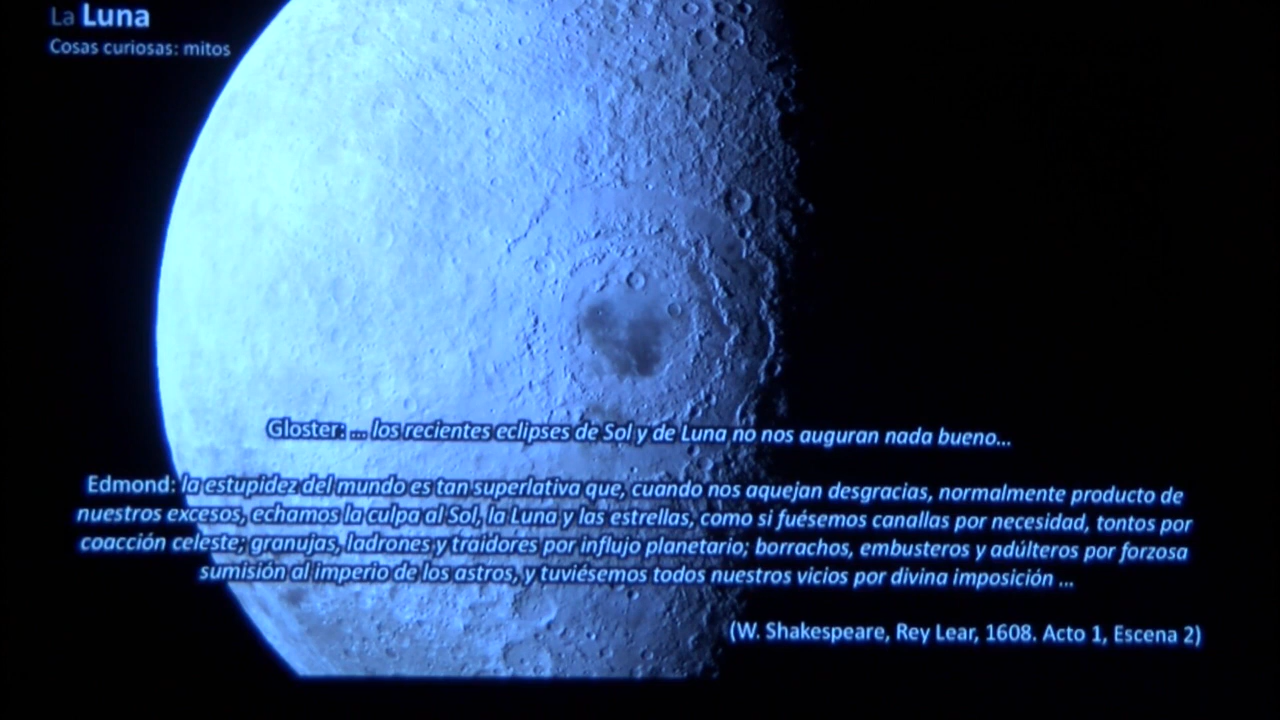 La Luna
Cosas curiosas: mitos
Gloster: ... los recientes eclipses de Sol y de Luna no nos auguran nada bueno...
Edmond: la estupidez del mundo es tan superlativa que, cuando nos aquejan desgracias, normalmente producto de
nuestros excesos, echamos la culpa al Sol, la Luna y las estrellas, como si fuésemos canallas por necesidad, tontos por
coacción celeste; granujas, ladrones y traidores por influjo planetario; borrachos, embusteros y adúlteros por forzosa
sumisión al imperio de los astros, y tuviésemos todos nuestros vicios por divina imposición ...
(W. Shakespeare, Rey Lear, 1608. Acto 1, Escena 2)